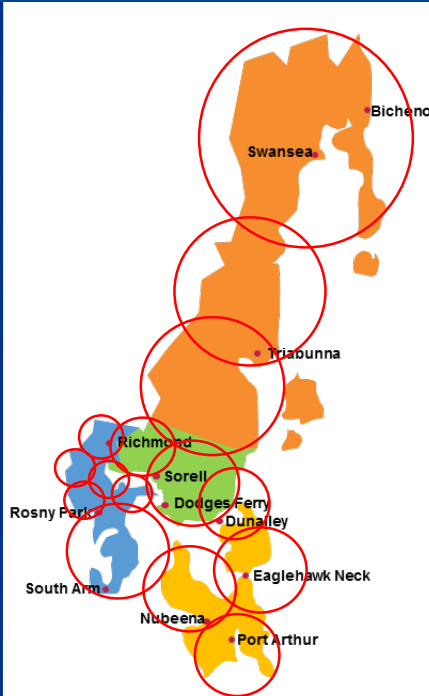 Bicheno
Swansea
Triabunna
Richmond
Sorell
Dodges Ferry
Rosny Park
Dunalley
Eaglehawk Neck
South Arm
Nubeena
Port Arthur